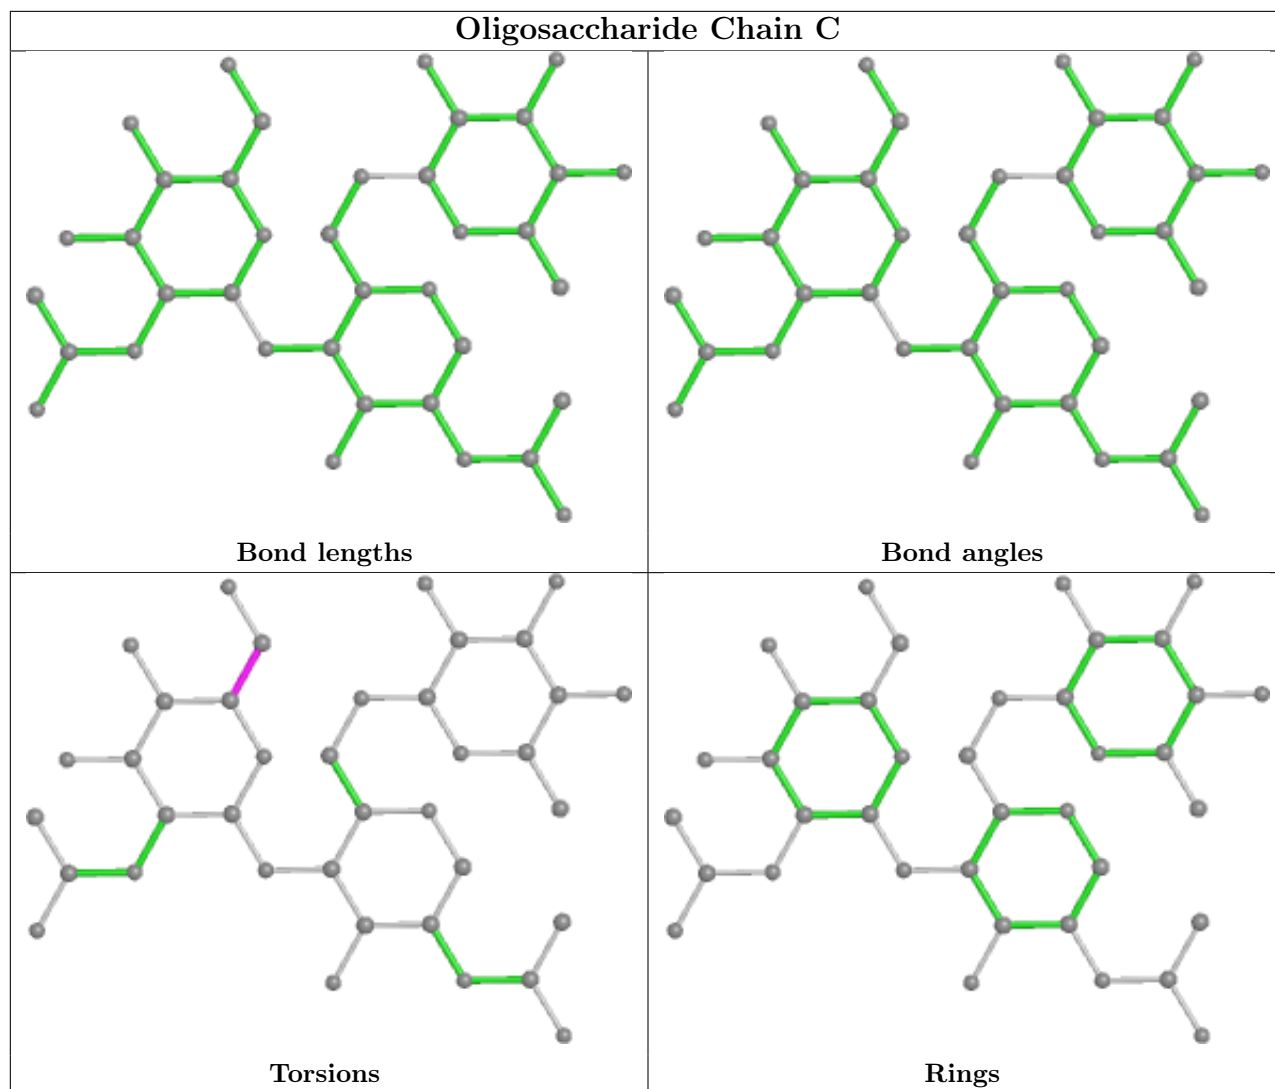 Oligosaccharide Chain C
Bond lengths
Bond angles
Torsions
Rings